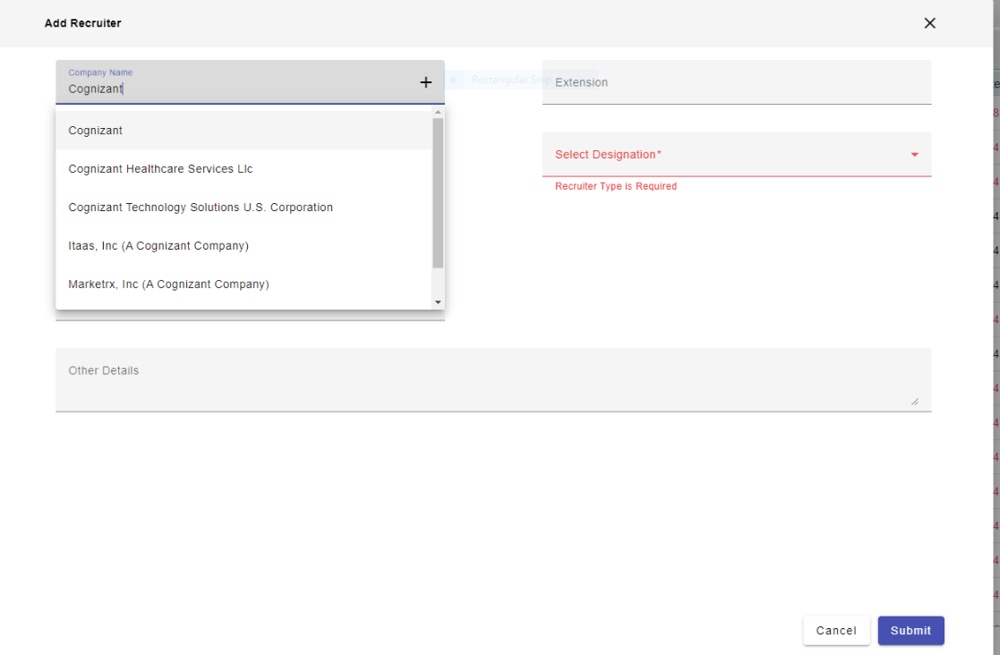 Add Recruiter
Company Name
Cognizant
Rectangular Snip
Extension
Cognizant
Cognizant Healthcare Services Llc
Cognizant Technology Solutions U.S. Corporation
Itaas, Inc (A Cognizant Company)
Marketrx, Inc (A Cognizant Company)
Select Designation*
Recruiter Type is Required
Other Details
Cancel
Submit